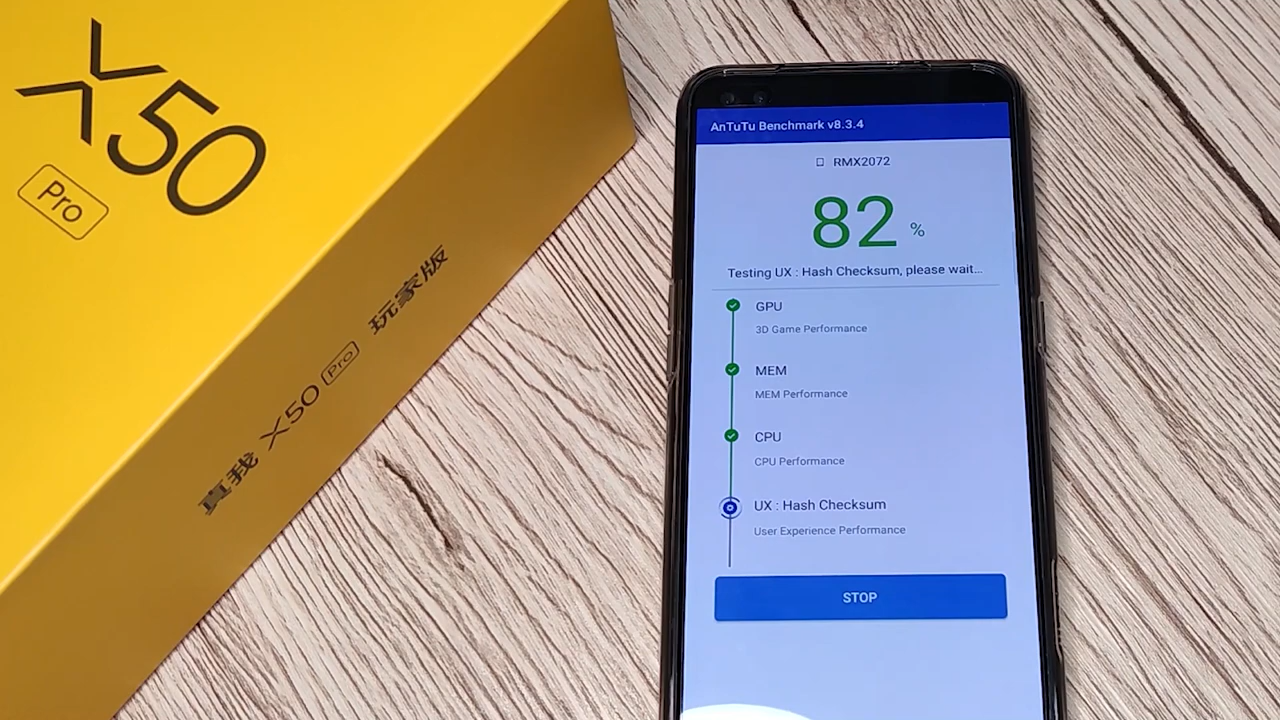 X50
Pro
真我 X50 Pro 玩家版
AnTuTu Benchmark v8.3.4
RMX2072
82 %
Testing UX : Hash Checksum, please wait...
GPU
3D Game Performance
MEM
MEM Performance
CPU
CPU Performance
UX : Hash Checksum
User Experience Performance
STOP